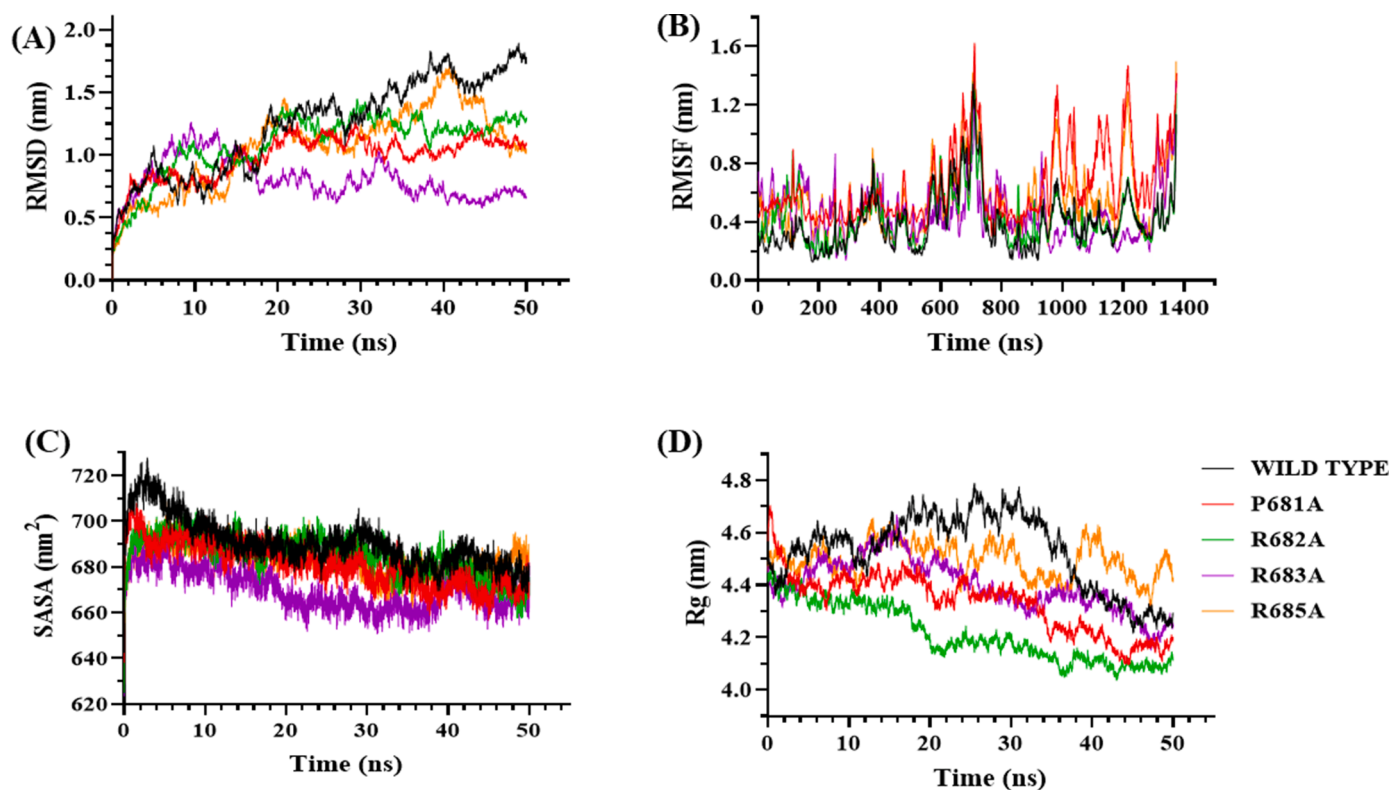 (A)
RMSD (nm)
2.0
1.5
1.0
0.5
0.0
0 10 20 30 40 50
Time (ns)
(B)
RMSF (nm)
1.6
1.2
0.8
0.4
0.0
0 200 400 600 800 1000 1200 1400
Time (ns)
(C)
SASA (nm²)
720
700
680
660
640
620
0 10 20 30 40 50
Time (ns)
(D)
Rg (nm)
4.8
4.6
4.4
4.2
4.0
0 10 20 30 40 50
Time (ns)
WILD TYPE
P681A
R682A
R683A
R685A